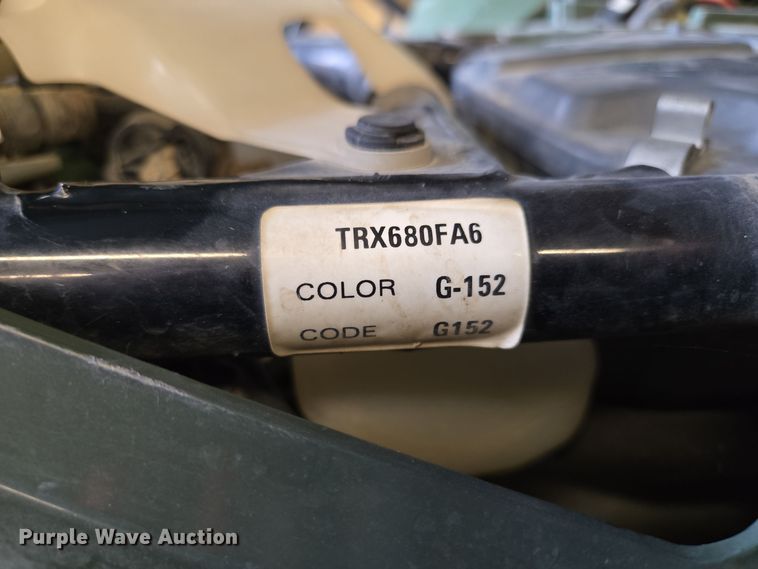 TRX680FA6
COLOR G-152
CODE G152
Purple Wave Auction